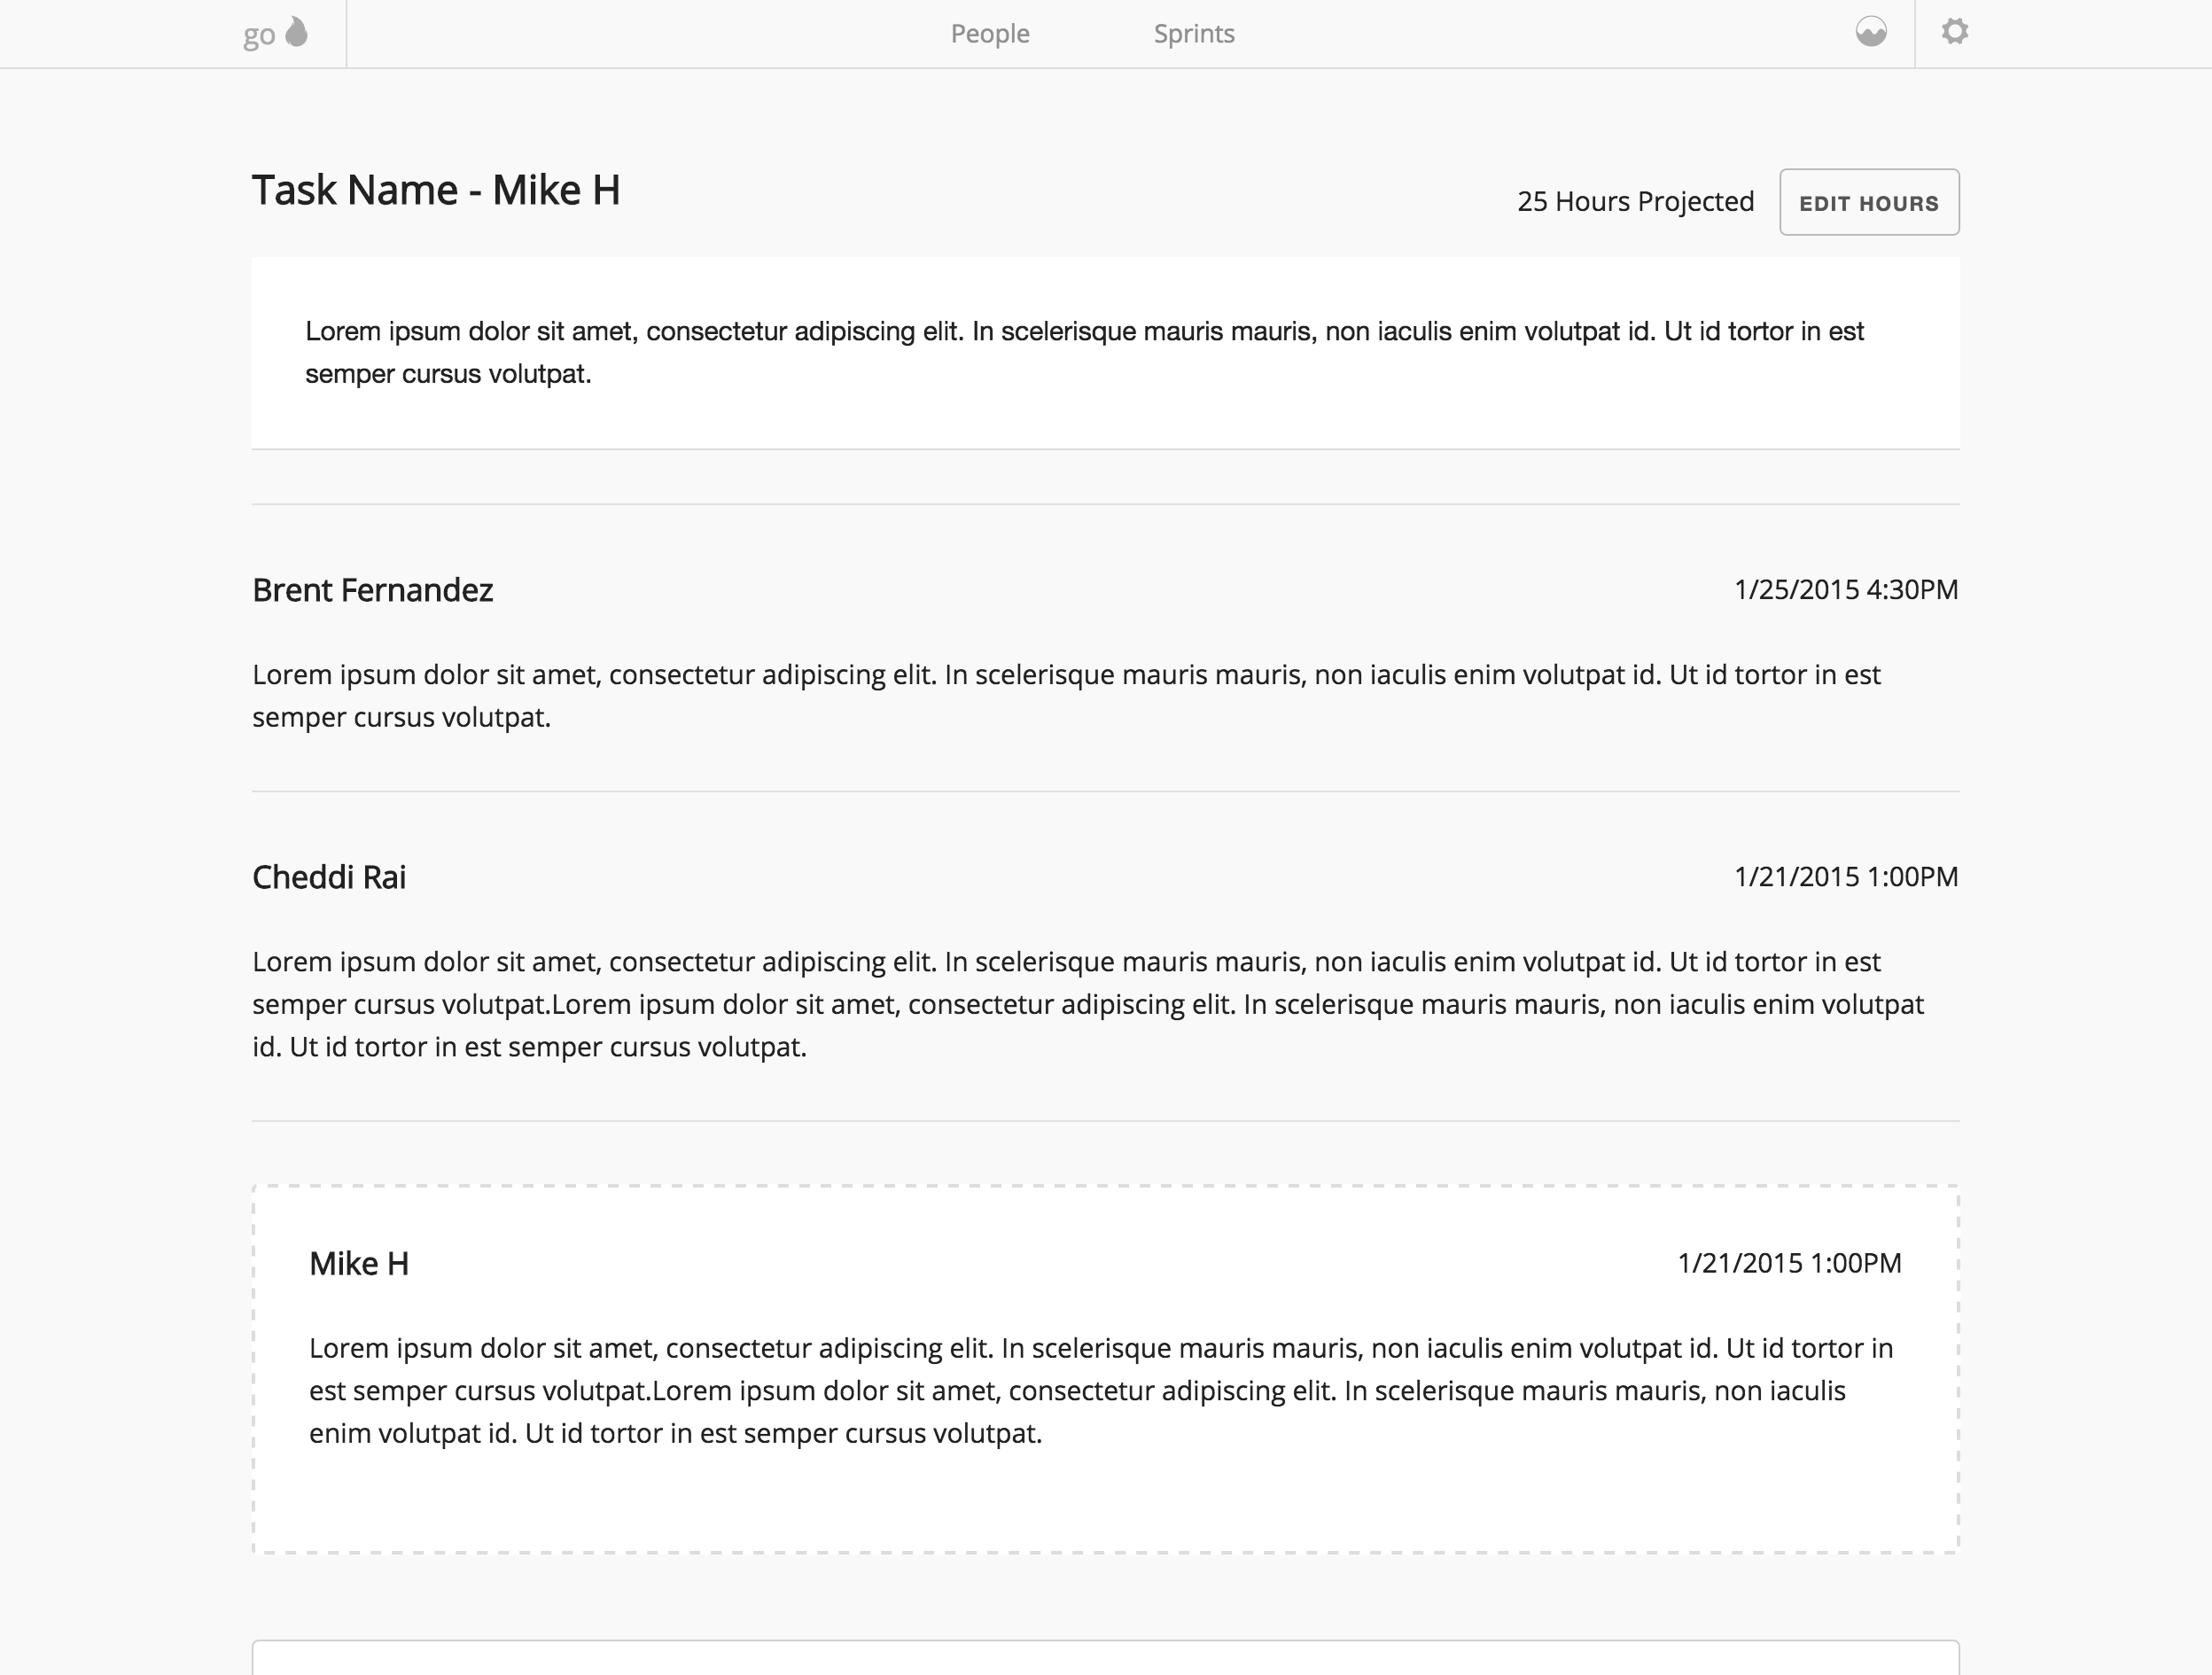 go
People
Sprints
Task Name - Mike H
25 Hours Projected
EDIT HOURS
Lorem ipsum dolor sit amet, consectetur adipiscing elit. In scelerisque mauris mauris, non iaculis enim volutpat id. Ut id tortor in est
semper cursus volutpat.
Brent Fernandez
1/25/2015 4:30PM
Lorem ipsum dolor sit amet, consectetur adipiscing elit. In scelerisque mauris mauris, non iaculis enim volutpat id. Ut id tortor in est
semper cursus volutpat.
Cheddi Rai
1/21/2015 1:00PM
Lorem ipsum dolor sit amet, consectetur adipiscing elit. In scelerisque mauris mauris, non iaculis enim volutpat id. Ut id tortor in est
semper cursus volutpat.Lorem ipsum dolor sit amet, consectetur adipiscing elit. In scelerisque mauris mauris, non iaculis enim volutpat
id. Ut id tortor in est semper cursus volutpat.
Mike H
1/21/2015 1:00PM
Lorem ipsum dolor sit amet, consectetur adipiscing elit. In scelerisque mauris mauris, non iaculis enim volutpat id. Ut id tortor in
est semper cursus volutpat.Lorem ipsum dolor sit amet, consectetur adipiscing elit. In scelerisque mauris mauris, non iaculis
enim volutpat id. Ut id tortor in est semper cursus volutpat.